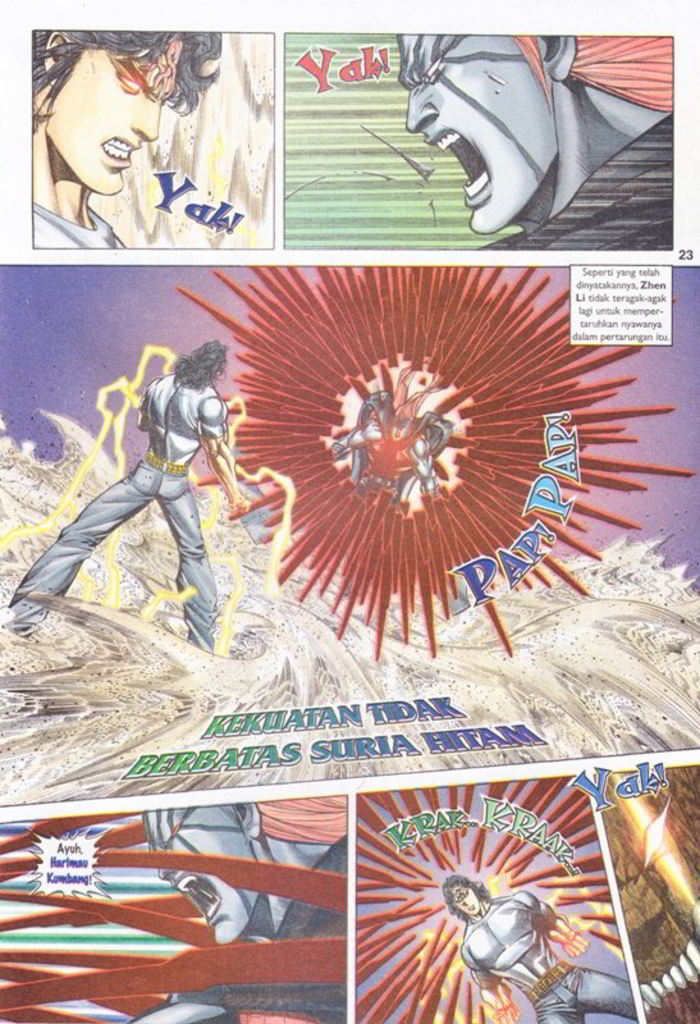 Yak!
Yak!
23
Seperti yang telah
dinyatakannya, Zhen
Li tidak teragak-agak
lagi untuk memper-
taruhkan nyawanya
dalam pertarungan itu.
PAP! PAP!
KEKUATAN TIDAK
BERBATAS SURIA HITAM
Ayuh,
Harimau
Kumbang!
KRAK... KRAAK...
Yak!